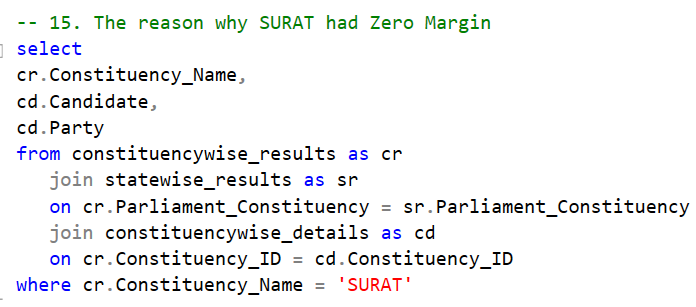 -- 15. The reason why SURAT had Zero Margin
select
cr.Constituency_Name,
cd.Candidate,
cd.Party
from constituencywise_results as cr
join statewise_results as sr
on cr.Parliament_Constituency = sr.Parliament_Constituency
join constituencywise_details as cd
on cr.Constituency_ID = cd.Constituency_ID
where cr.Constituency_Name = 'SURAT'